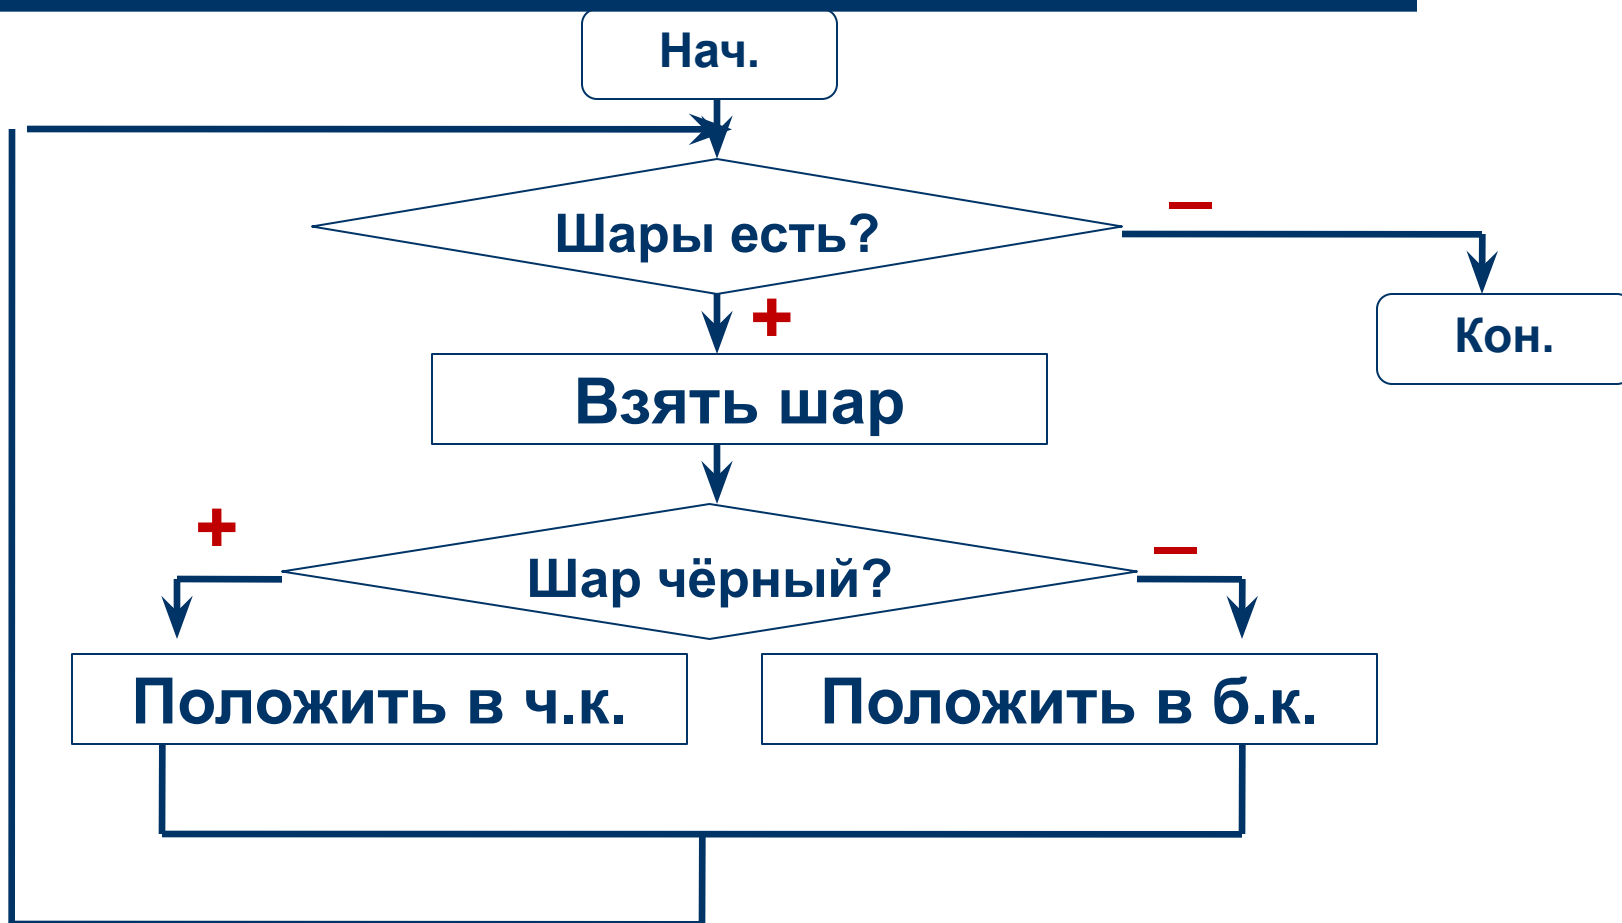 Нач.
Шары есть?
–
+
Кон.
Взять шар
+
Шар чёрный?
–
Положить в ч.к.
Положить в б.к.